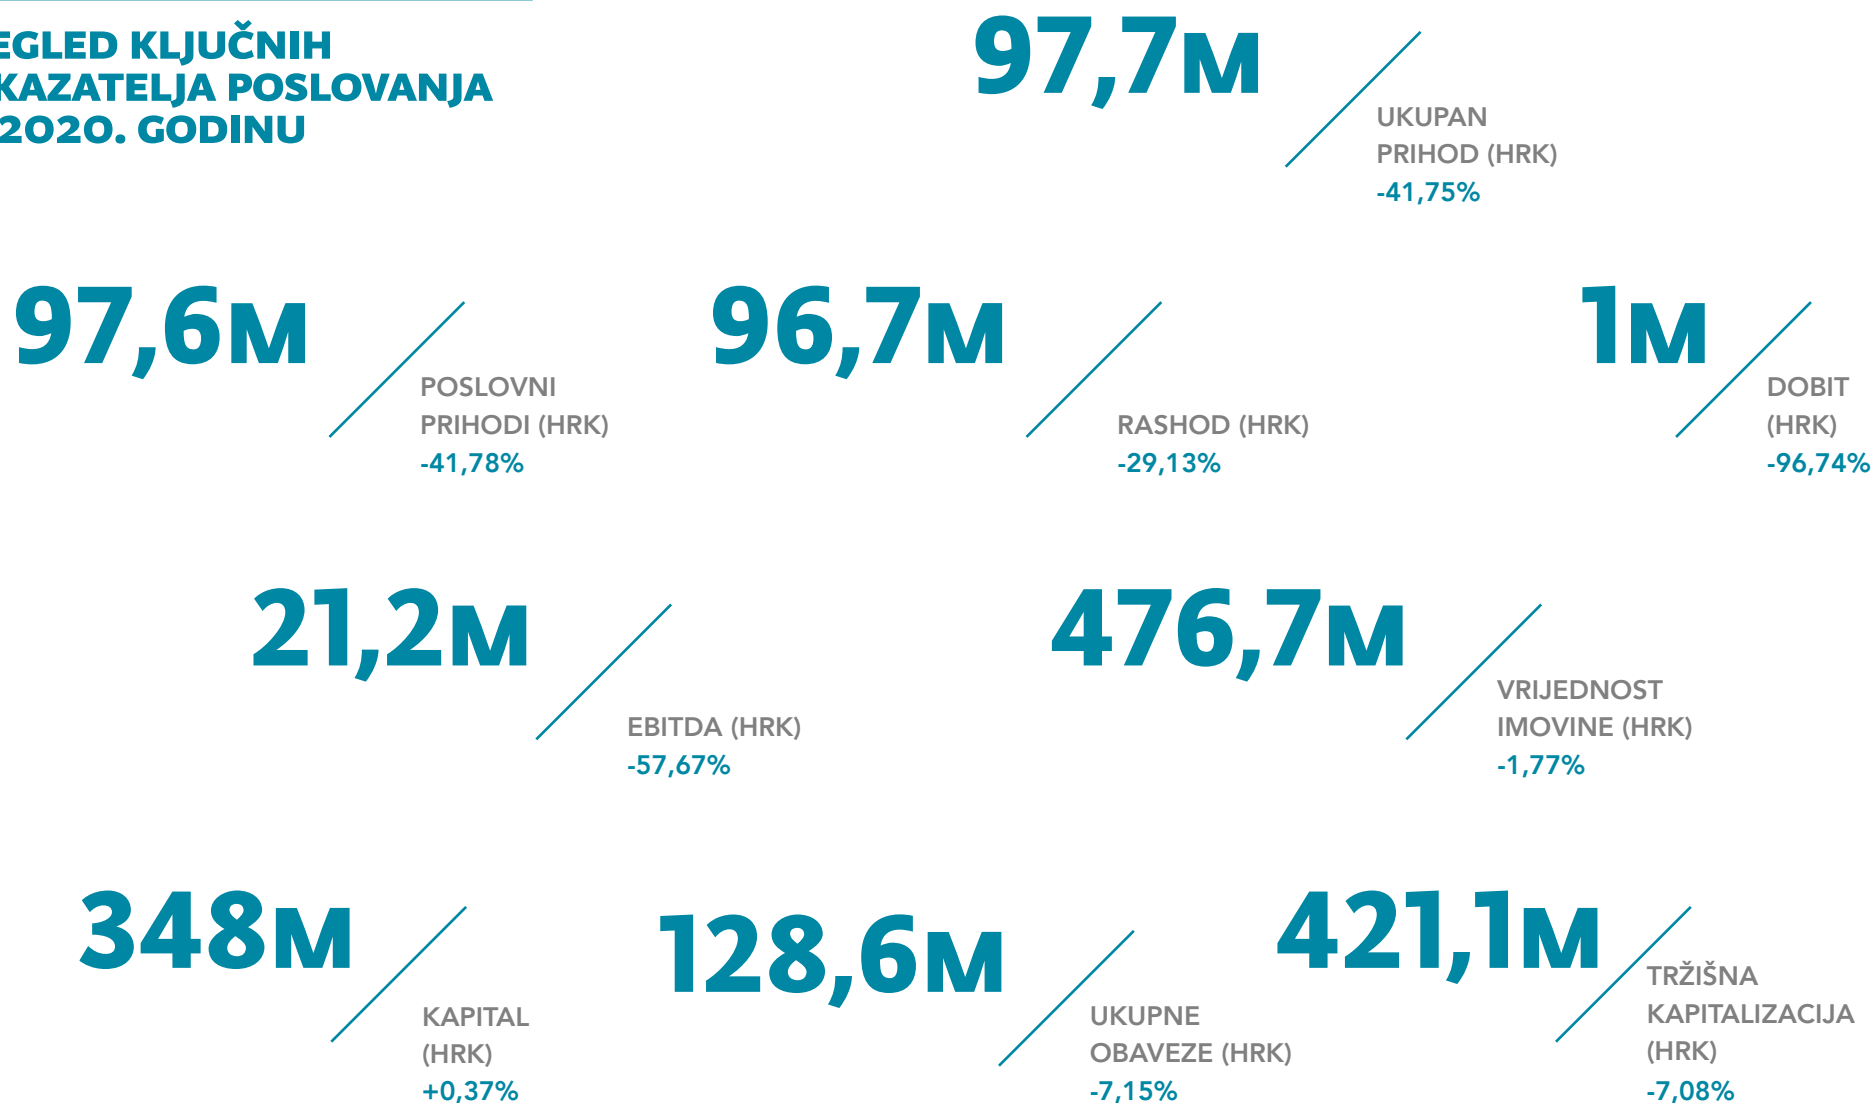 EGLED KLJUČNIH
KAZATELJA POSLOVANJA
2020. GODINU
97,7M
UKUPAN
PRIHOD (HRK)
-41,75%
97,6M
POSLOVNI
PRIHODI (HRK)
-41,78%
96,7M
RASHOD (HRK)
-29,13%
1M
DOBIT
(HRK)
-96,74%
21,2M
EBITDA (HRK)
-57,67%
476,7M
VRIJEDNOST
IMOVINE (HRK)
-1,77%
348M
KAPITAL
(HRK)
+0,37%
128,6M
UKUPNE
OBAVEZE (HRK)
-7,15%
421,1M
TRŽIŠNA
KAPITALIZACIJA
(HRK)
-7,08%